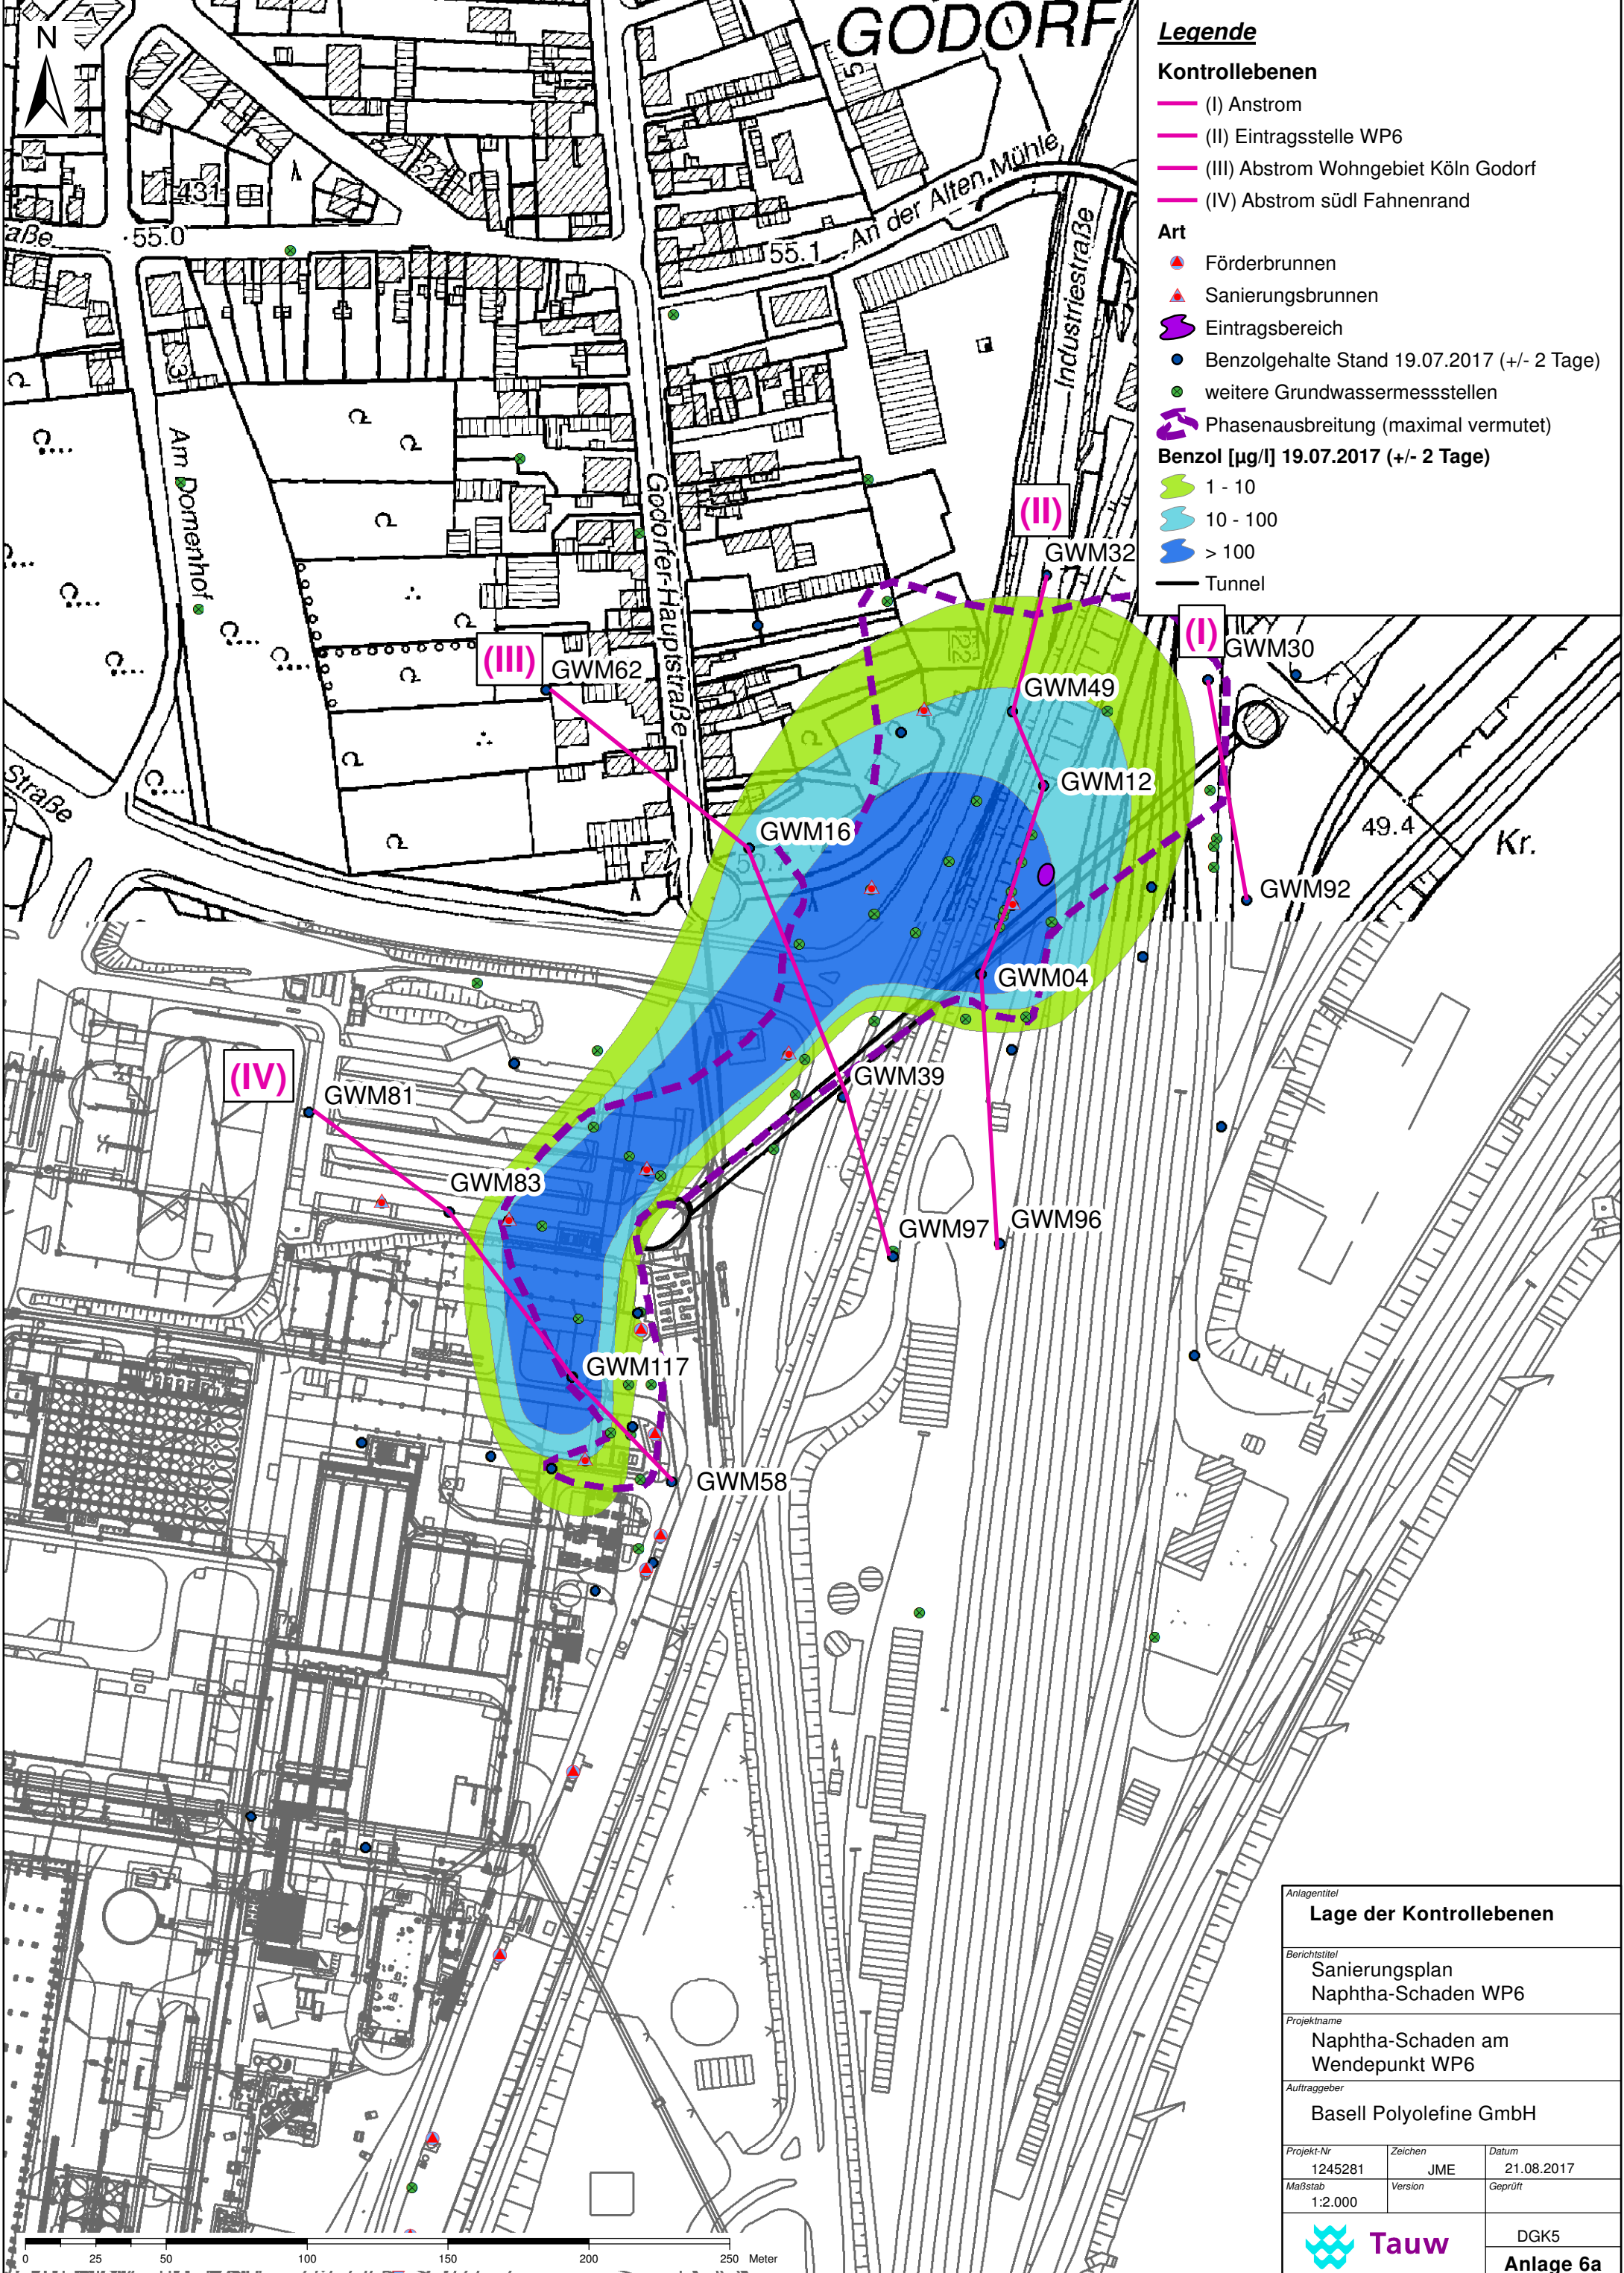 N
GODORF
Legende
Kontrollebenen
(I) Anstrom
(II) Eintragsstelle WP6
(III) Abstrom Wohngebiet Köln Godorf
(IV) Abstrom südl Fahnenrand
Art
Förderbrunnen
Sanierungsbrunnen
Eintragsbereich
Benzolgehalte Stand 19.07.2017 (+/- 2 Tage)
weitere Grundwassermessstellen
Phasenausbreitung (maximal vermutet)
Benzol [µg/l] 19.07.2017 (+/- 2 Tage)
1 - 10
10 - 100
> 100
Tunnel
431
55.0
aße
55.1
An der Alten Mühle
Industriestraße
Am Domenhof
Godorfer-Hauptstraße
Straße
(II)
GWM32
(I)
GWM30
(III)
GWM62
GWM49
GWM12
GWM16
49.4
Kr.
GWM92
GWM04
GWM39
(IV)
GWM81
GWM83
GWM97
GWM96
GWM117
GWM58
Anlagentitel
Lage der Kontrollebenen
Berichtstitel
Sanierungsplan
Naphtha-Schaden WP6
Projektname
Naphtha-Schaden am
Wendepunkt WP6
Auftraggeber
Basell Polyolefine GmbH
Projekt-Nr Zeichen Datum
1245281 JME 21.08.2017
Maßstab Version Geprüft
1:2.000
Tauw
DGK5
Anlage 6a
0 25 50 100 150 200 250 Meter